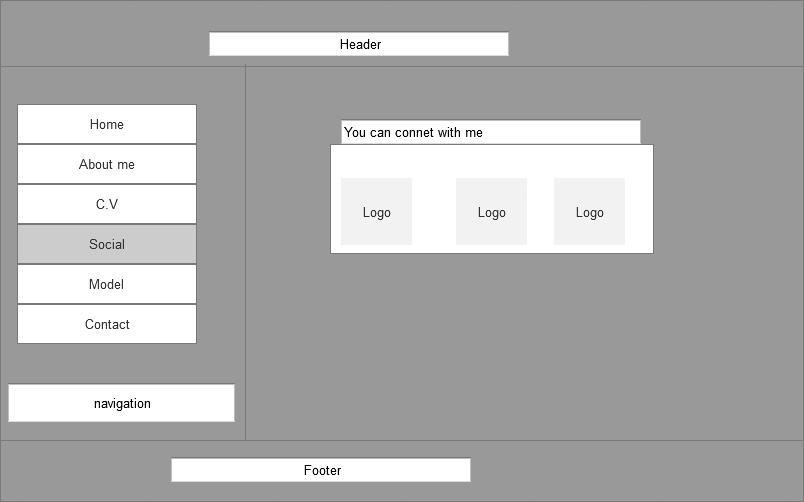 Header
Home
About me
C.V
Social
Model
Contact
navigation
You can connet with me
Logo Logo Logo
Footer